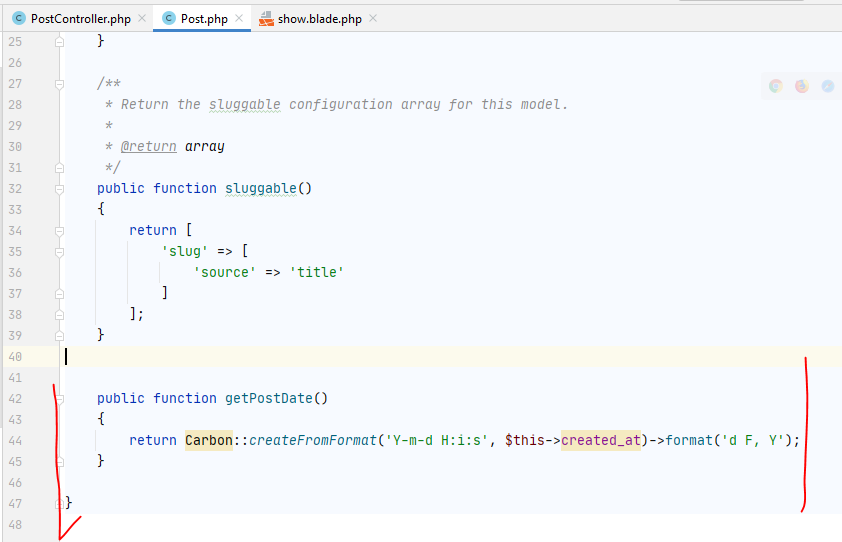 PostController.php Post.php show.blade.php
25 }
26
27 /**
28 * Return the sluggable configuration array for this model.
29 *
30 * @return array
31 */
32 public function sluggable()
33 {
34 return [
35 'slug' => [
36 'source' => 'title'
37 ]
38 ];
39 }
40
41
42 public function getPostDate()
43 {
44 return Carbon::createFromFormat('Y-m-d H:i:s', $this->created_at)->format('d F, Y');
45 }
46
47 }
48